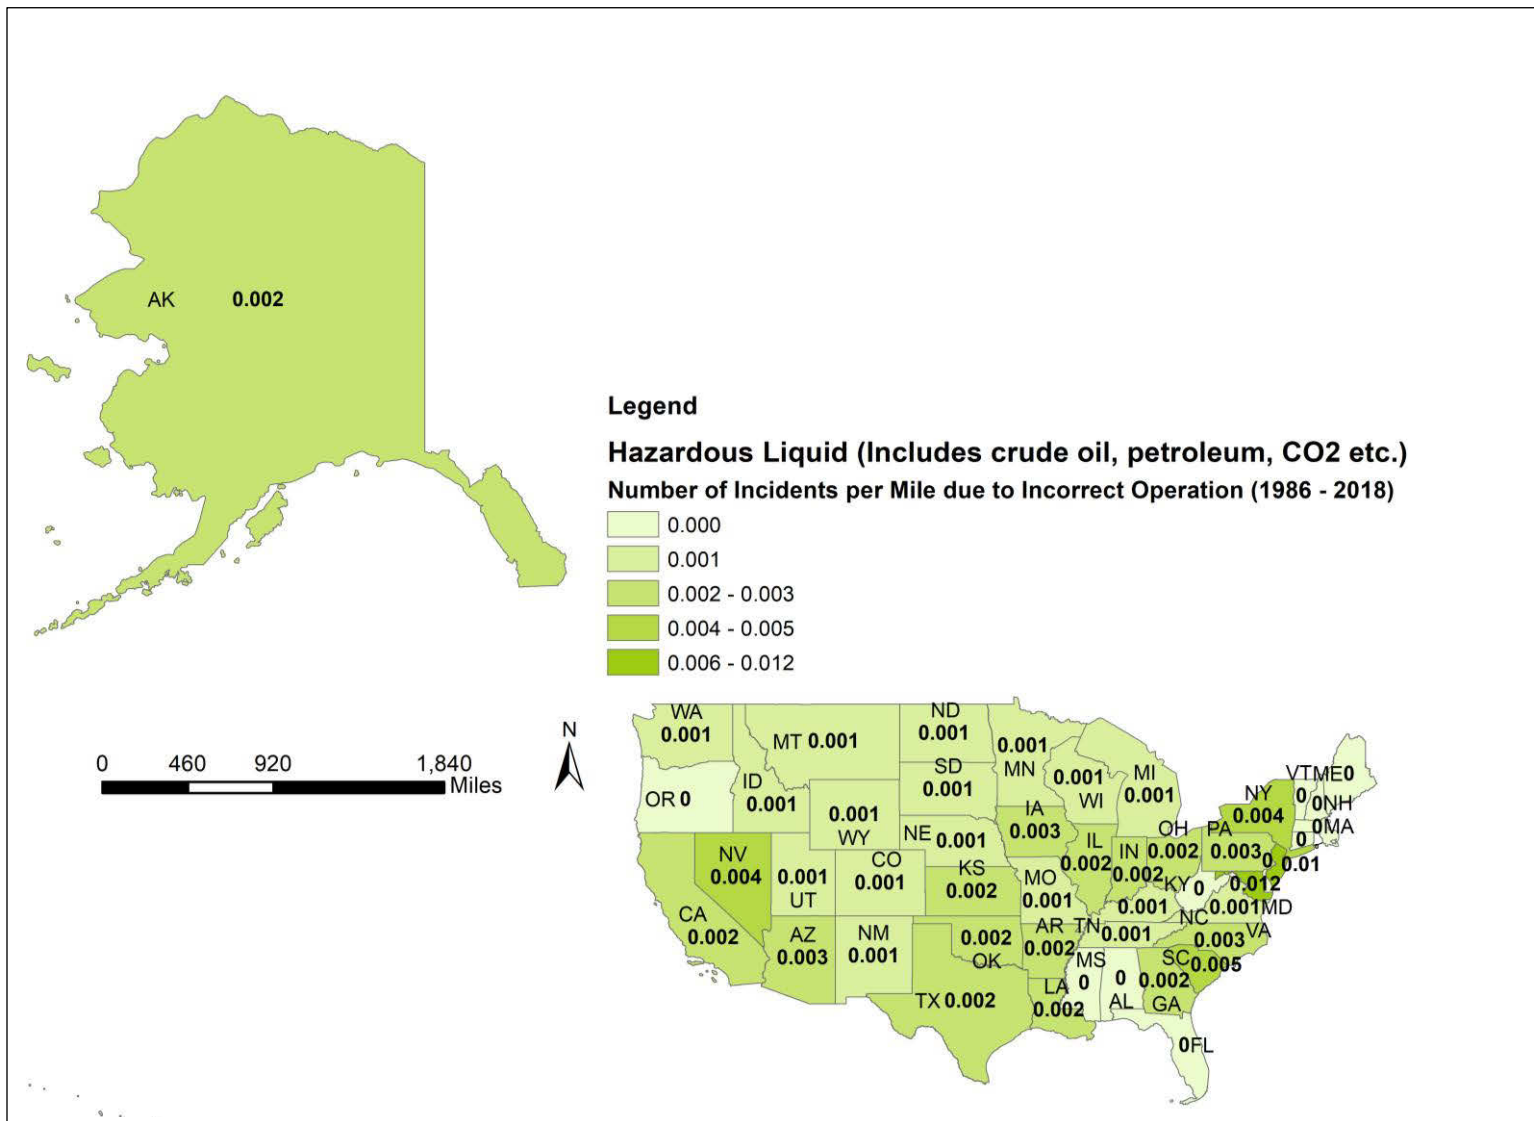 AK 0.002
Legend
Hazardous Liquid (Includes crude oil, petroleum, CO2 etc.)
Number of Incidents per Mile due to Incorrect Operation (1986 - 2018)
0.000
0.001
0.002 - 0.003
0.004 - 0.005
0.006 - 0.012
N
0 460 920 1,840
Miles
WA
0.001
MT 0.001
ND
0.001
0.001
MN
SD
0.001
0.001
WI
MI
0.001
VT
0
ME0
0NH
0MA
0
OR 0
ID
0.001
0.001
WY
NE 0.001
IA
0.003
NY
0.004
NV
0.004
0.001
UT
CO
0.001
KS
0.002
MO
0.001
IL
0.002
IN
0.002
OH
0.002
PA
0.003
0
0.01
0.012
MD
KY
0.001
0
0.001
VA
CA
0.002
AZ
0.003
NM
0.001
0.002
OK
AR
0.002
TN
0.001
NC
0.003
SC
0.005
TX 0.002
LA
0.002
MS
0
0
AL
0.002
GA
0FL